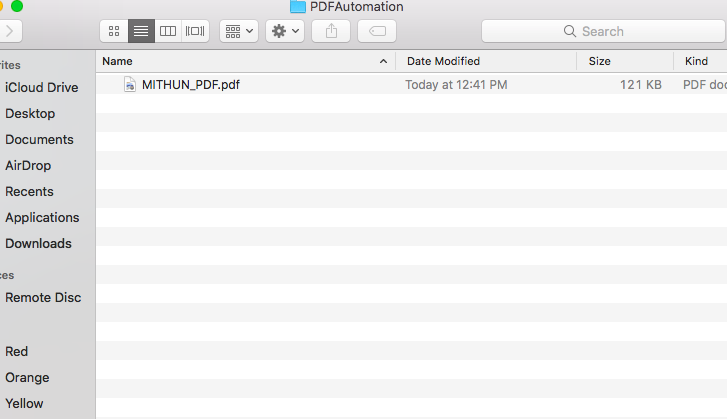 PDFAutomation
Search
rites
iCloud Drive
Desktop
Documents
AirDrop
Recents
Applications
Downloads
ces
Remote Disc
Red
Orange
Yellow
Name Date Modified Size Kind
MITHUN_PDF.pdf Today at 12:41 PM 121 KB PDF doc